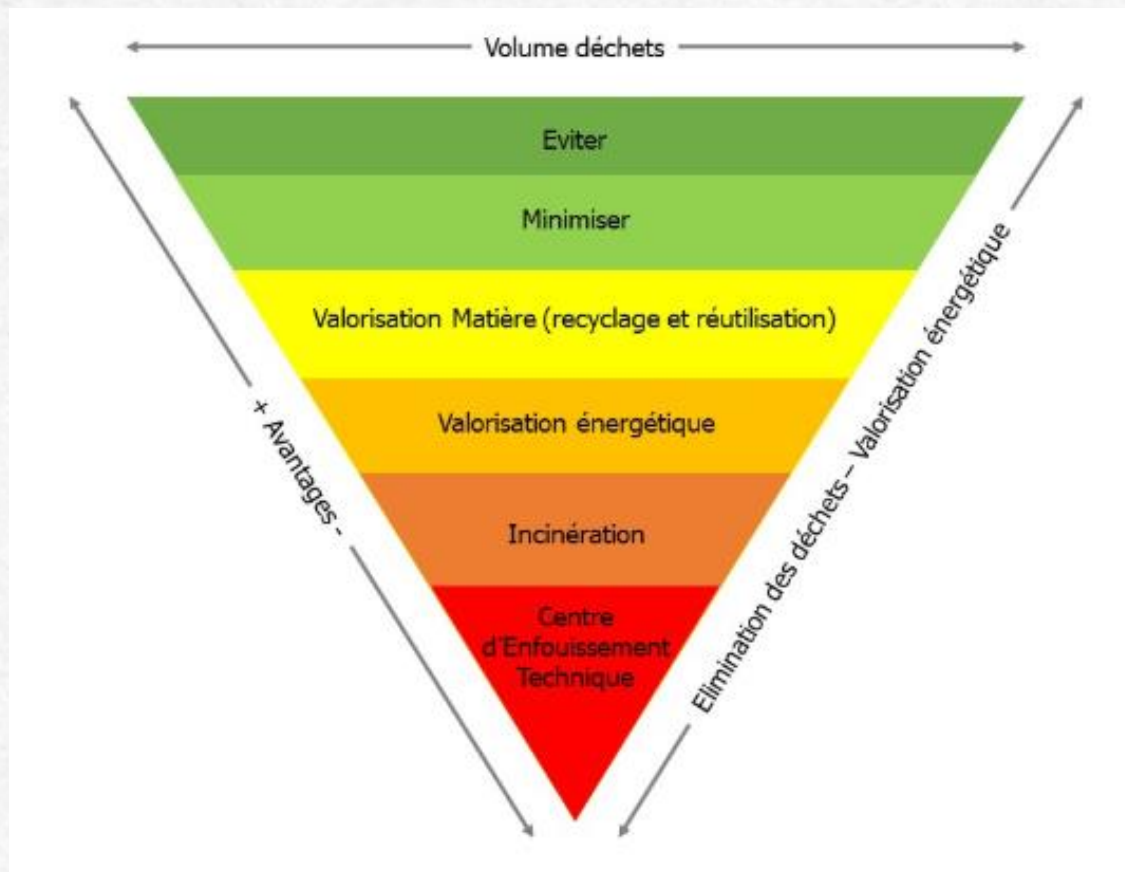 Volume déchets
Eviter
Minimiser
Valorisation Matière (recyclage et réutilisation)
Valorisation énergétique
Incinération
Centre
d'Enfouissement
Technique
+ Avantages -
Elimination des déchets – Valorisation énergétique